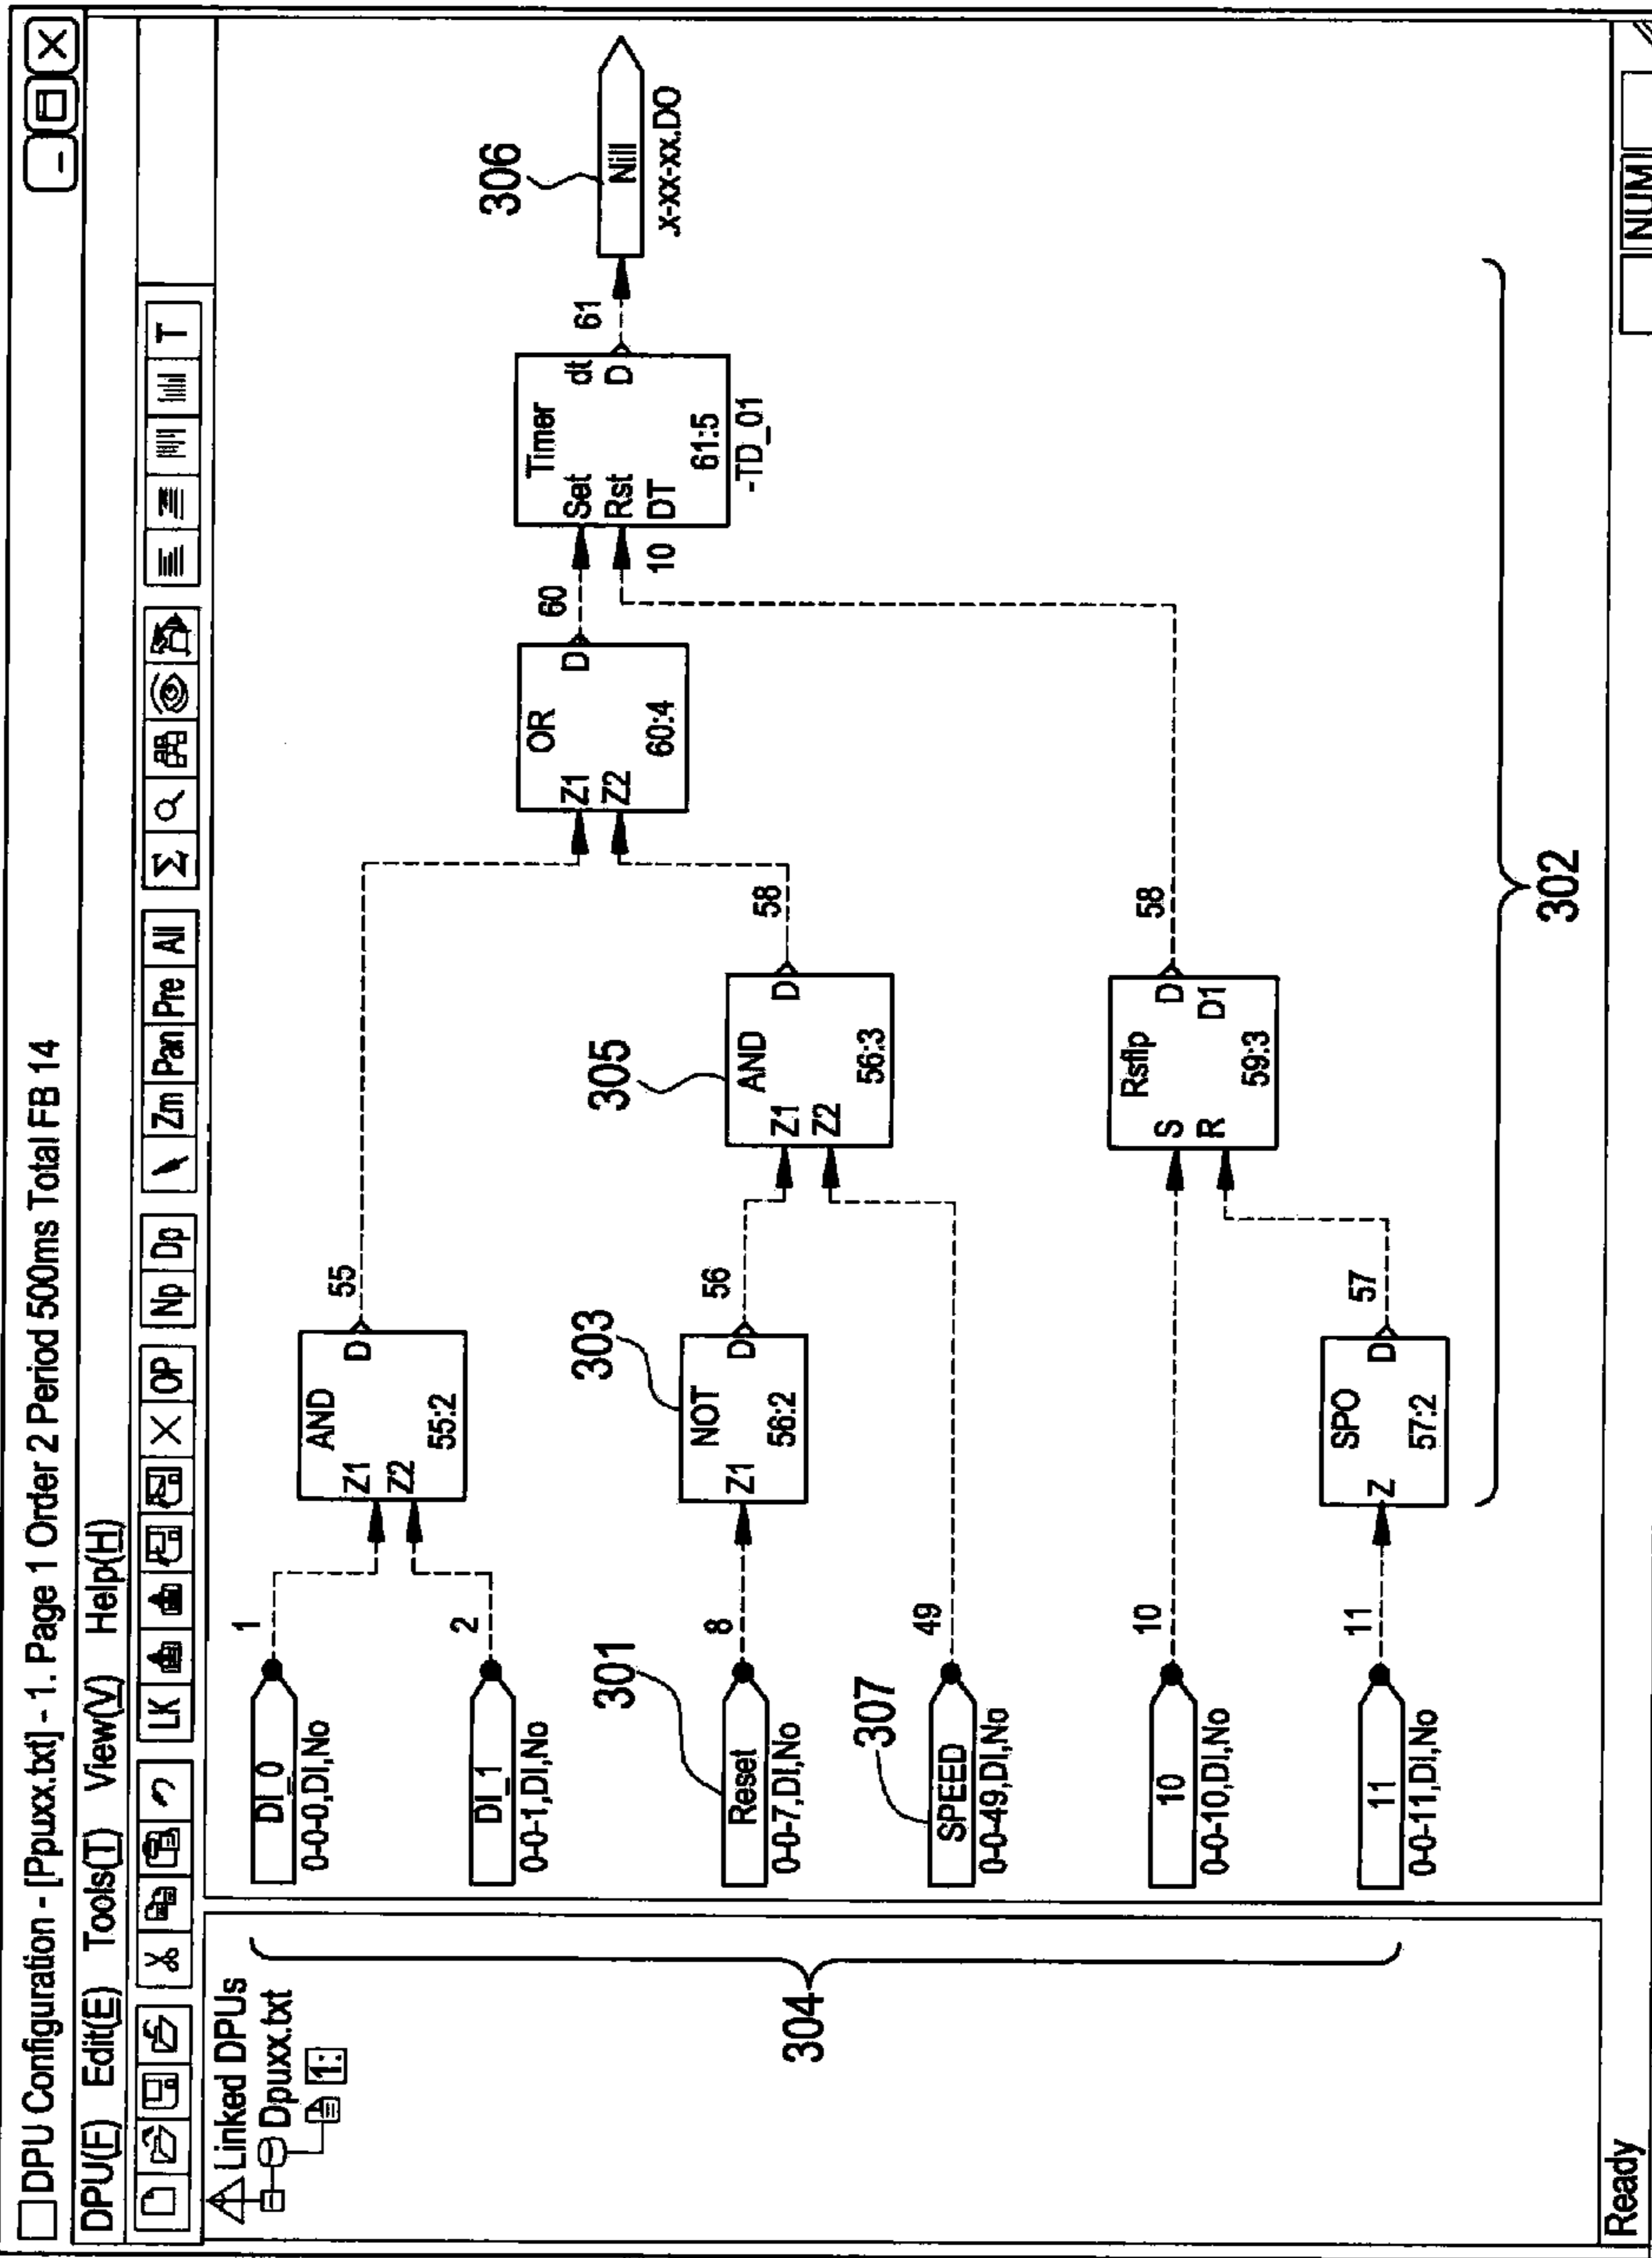 DPU Configuration - [Ppuxx.txt] - 1. Page 1 Order 2 Period 500ms Total FB 14
DPU(F) Edit(E) Tools(T) View(V) Help(H)
LK X OP Np Dp Zm Pan Pre All Σ T
Linked DPUs
Dpuxx.txt
1:
304
DI_0
0-0-0,DI,No
1
DI_1
0-0-1,DI,No
2
301
Reset
0-0-7,DI,No
8
307
SPEED
0-0-49,DI,No
49
10
0-0-10,DI,No
10
11
0-0-11,DI,No
11
AND
Z1 D
Z2
55:2
55
303
NOT
Z1 D
56:2
56
SPO
Z D
57:2
57
305
AND
Z1 D
Z2
56:3
58
Rsflp
S D
R D1
59:3
58
OR
Z1 D
Z2
60:4
60
Timer
Set dt
Rst D
DT
61:5
-TD_01
10
61
306
Nill
.x-xx-xx.DO
302
Ready
NUM